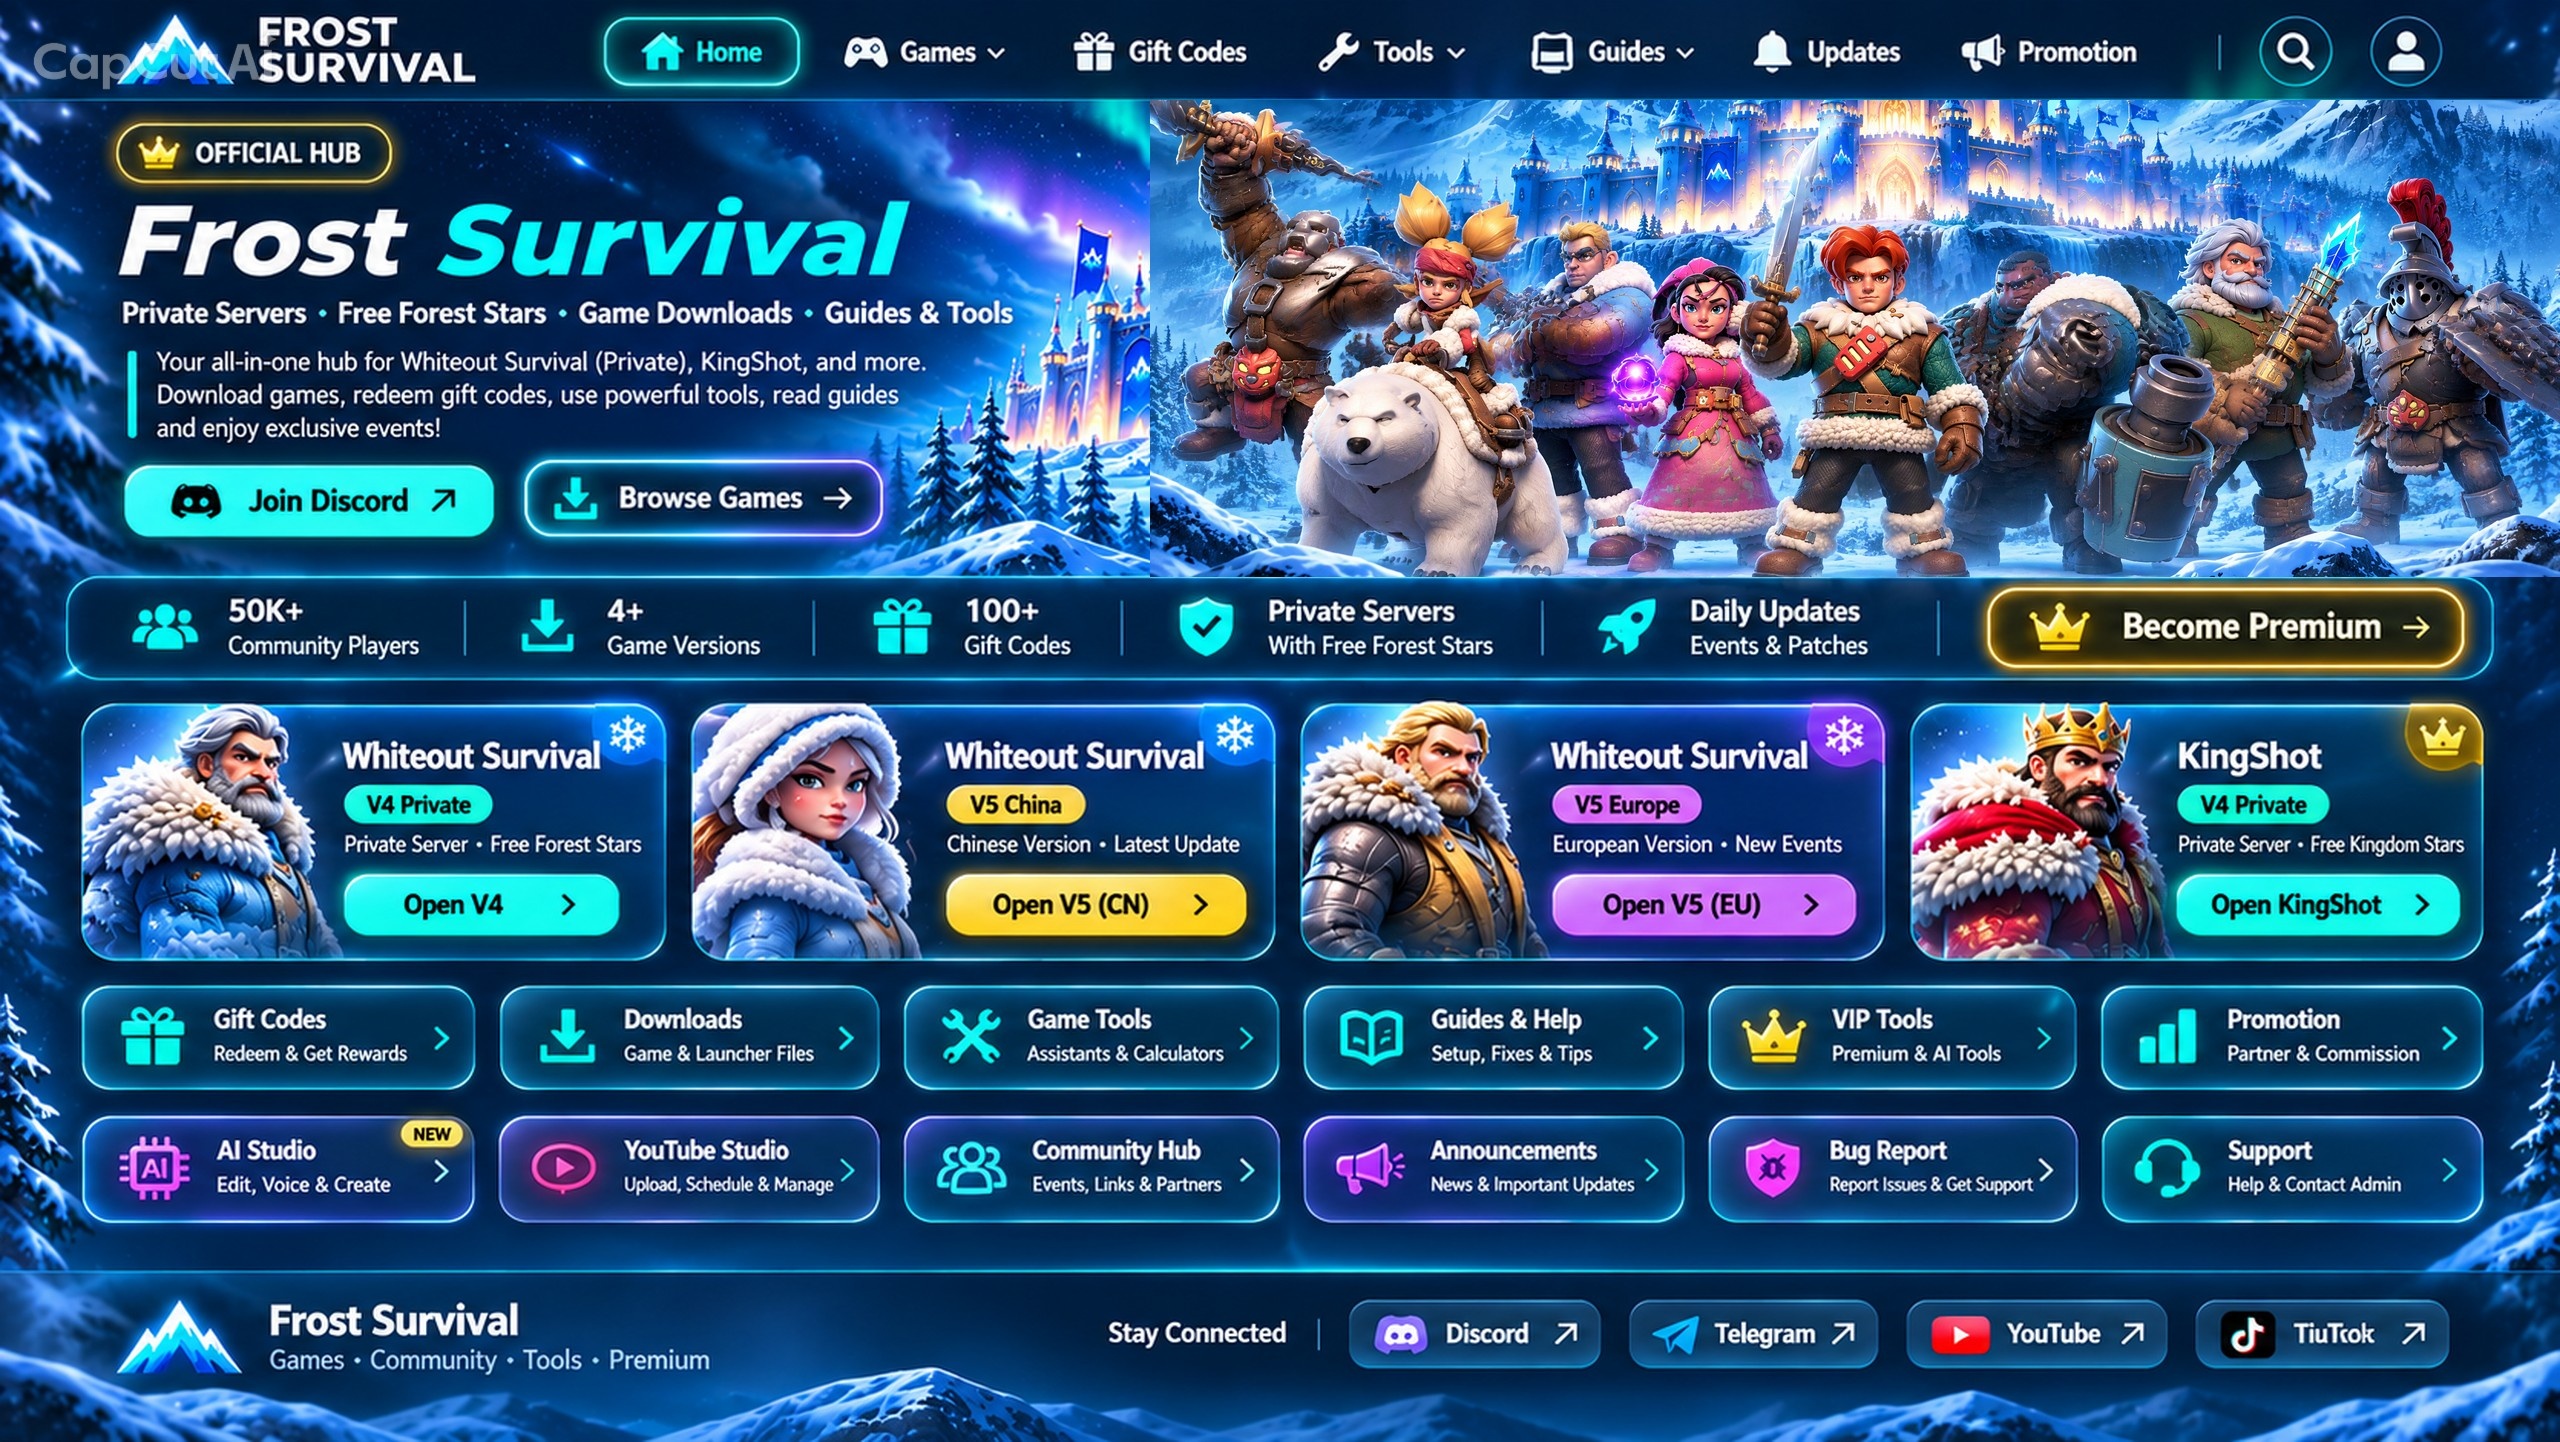 CapCut AI
FROST
SURVIVAL
Home
Games
Gift Codes
Tools
Guides
Updates
Promotion
OFFICIAL HUB
Frost Survival
Private Servers • Free Forest Stars • Game Downloads • Guides & Tools
Your all-in-one hub for Whiteout Survival (Private), KingShot, and more.
Download games, redeem gift codes, use powerful tools, read guides
and enjoy exclusive events!
Join Discord
Browse Games
50K+
Community Players
4+
Game Versions
100+
Gift Codes
Private Servers
With Free Forest Stars
Daily Updates
Events & Patches
Become Premium
Whiteout Survival
V4 Private
Private Server • Free Forest Stars
Open V4
Whiteout Survival
V5 China
Chinese Version • Latest Update
Open V5 (CN)
Whiteout Survival
V5 Europe
European Version • New Events
Open V5 (EU)
KingShot
V4 Private
Private Server • Free Kingdom Stars
Open KingShot
Gift Codes
Redeem & Get Rewards
Downloads
Game & Launcher Files
Game Tools
Assistants & Calculators
Guides & Help
Setup, Fixes & Tips
VIP Tools
Premium & AI Tools
Promotion
Partner & Commission
AI
AI Studio
Edit, Voice & Create
NEW
YouTube Studio
Upload, Schedule & Manage
Community Hub
Events, Links & Partners
Announcements
News & Important Updates
Bug Report
Report Issues & Get Support
Support
Help & Contact Admin
Frost Survival
Games • Community • Tools • Premium
Stay Connected
Discord
Telegram
YouTube
TiuTcok